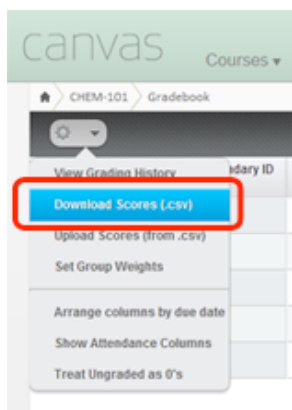 canvas
Courses
CHEM-101 Gradebook
View Grading History
ndary ID
Download Scores (.csv)
Upload Scores (from .csv)
Set Group Weights
Arrange columns by due date
Show Attendance Columns
Treat Ungraded as 0's